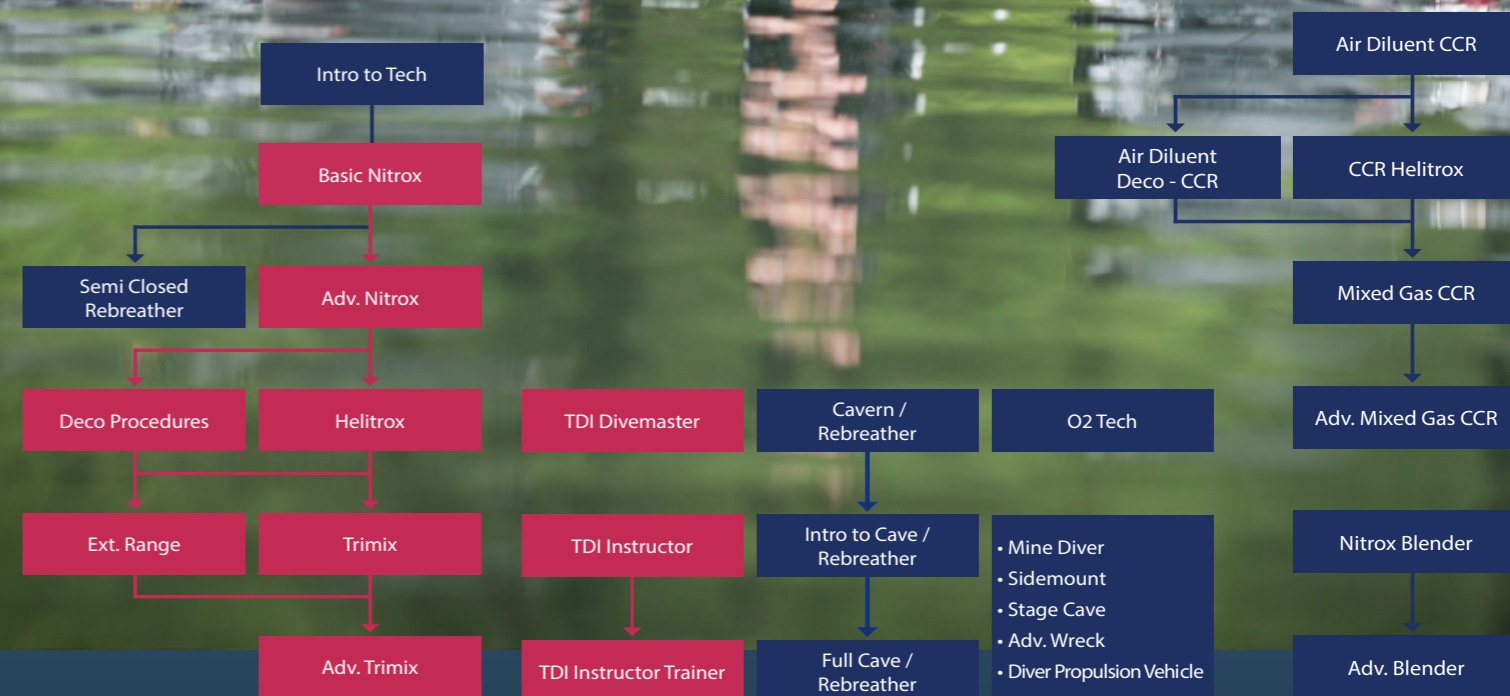 Intro to Tech
Basic Nitrox
Semi Closed
Rebreather
Adv. Nitrox
Deco Procedures
Helitrox
Ext. Range
Trimix
Adv. Trimix
TDI Divemaster
TDI Instructor
TDI Instructor Trainer
Cavern /
Rebreather
Intro to Cave /
Rebreather
Full Cave /
Rebreather
O2 Tech
• Mine Diver
• Sidemount
• Stage Cave
• Adv. Wreck
• Diver Propulsion Vehicle
Air Diluent CCR
Air Diluent
Deco - CCR
CCR Helitrox
Mixed Gas CCR
Adv. Mixed Gas CCR
Nitrox Blender
Adv. Blender